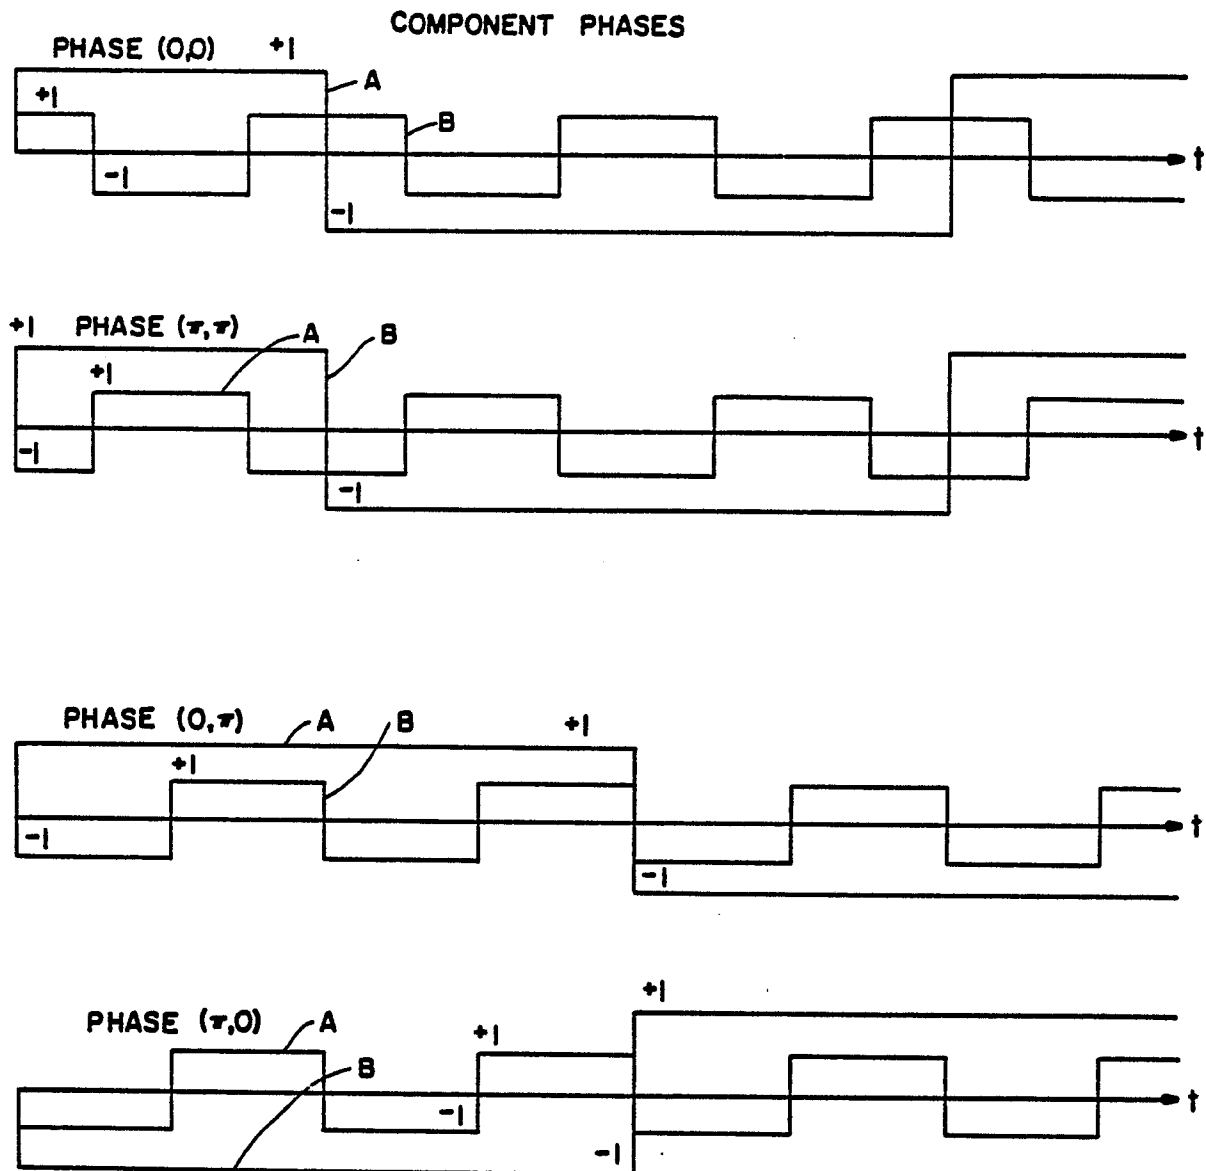 COMPONENT PHASES
PHASE (0,0) +1
A
+1
B
-1
t
-1
+1 PHASE (π,π) A B
+1
-1
t
-1
PHASE (0,π) A B +1
+1
-1
t
-1
+1
PHASE (π,0) A +1
B
-1
t
-1